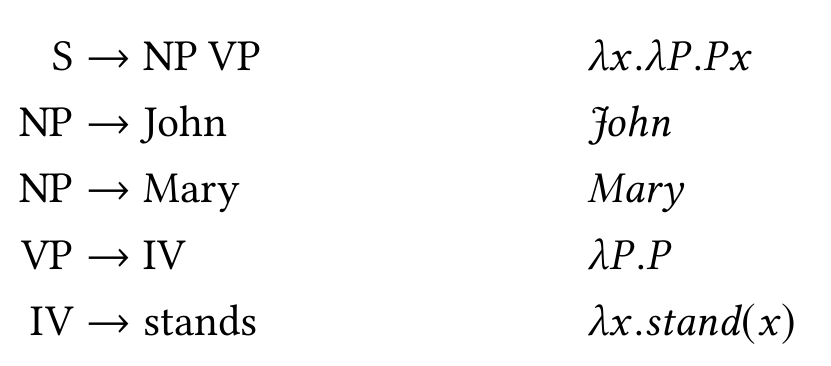 S → NP VP λx.λP.Px
NP → John John
NP → Mary Mary
VP → IV λP.P
IV → stands λx.stand(x)